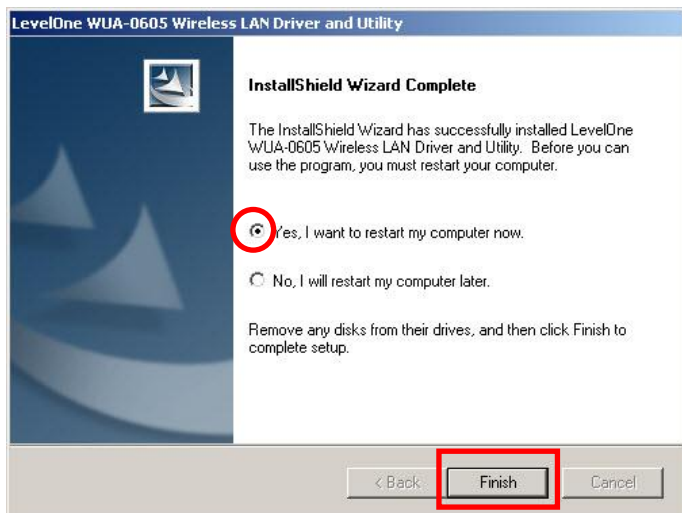 LevelOne WUA-0605 Wireless LAN Driver and Utility
InstallShield Wizard Complete
The InstallShield Wizard has successfully installed LevelOne
WUA-0605 Wireless LAN Driver and Utility. Before you can
use the program, you must restart your computer.
Yes, I want to restart my computer now.
No, I will restart my computer later.
Remove any disks from their drives, and then click Finish to
complete setup.
< Back
Finish
Cancel